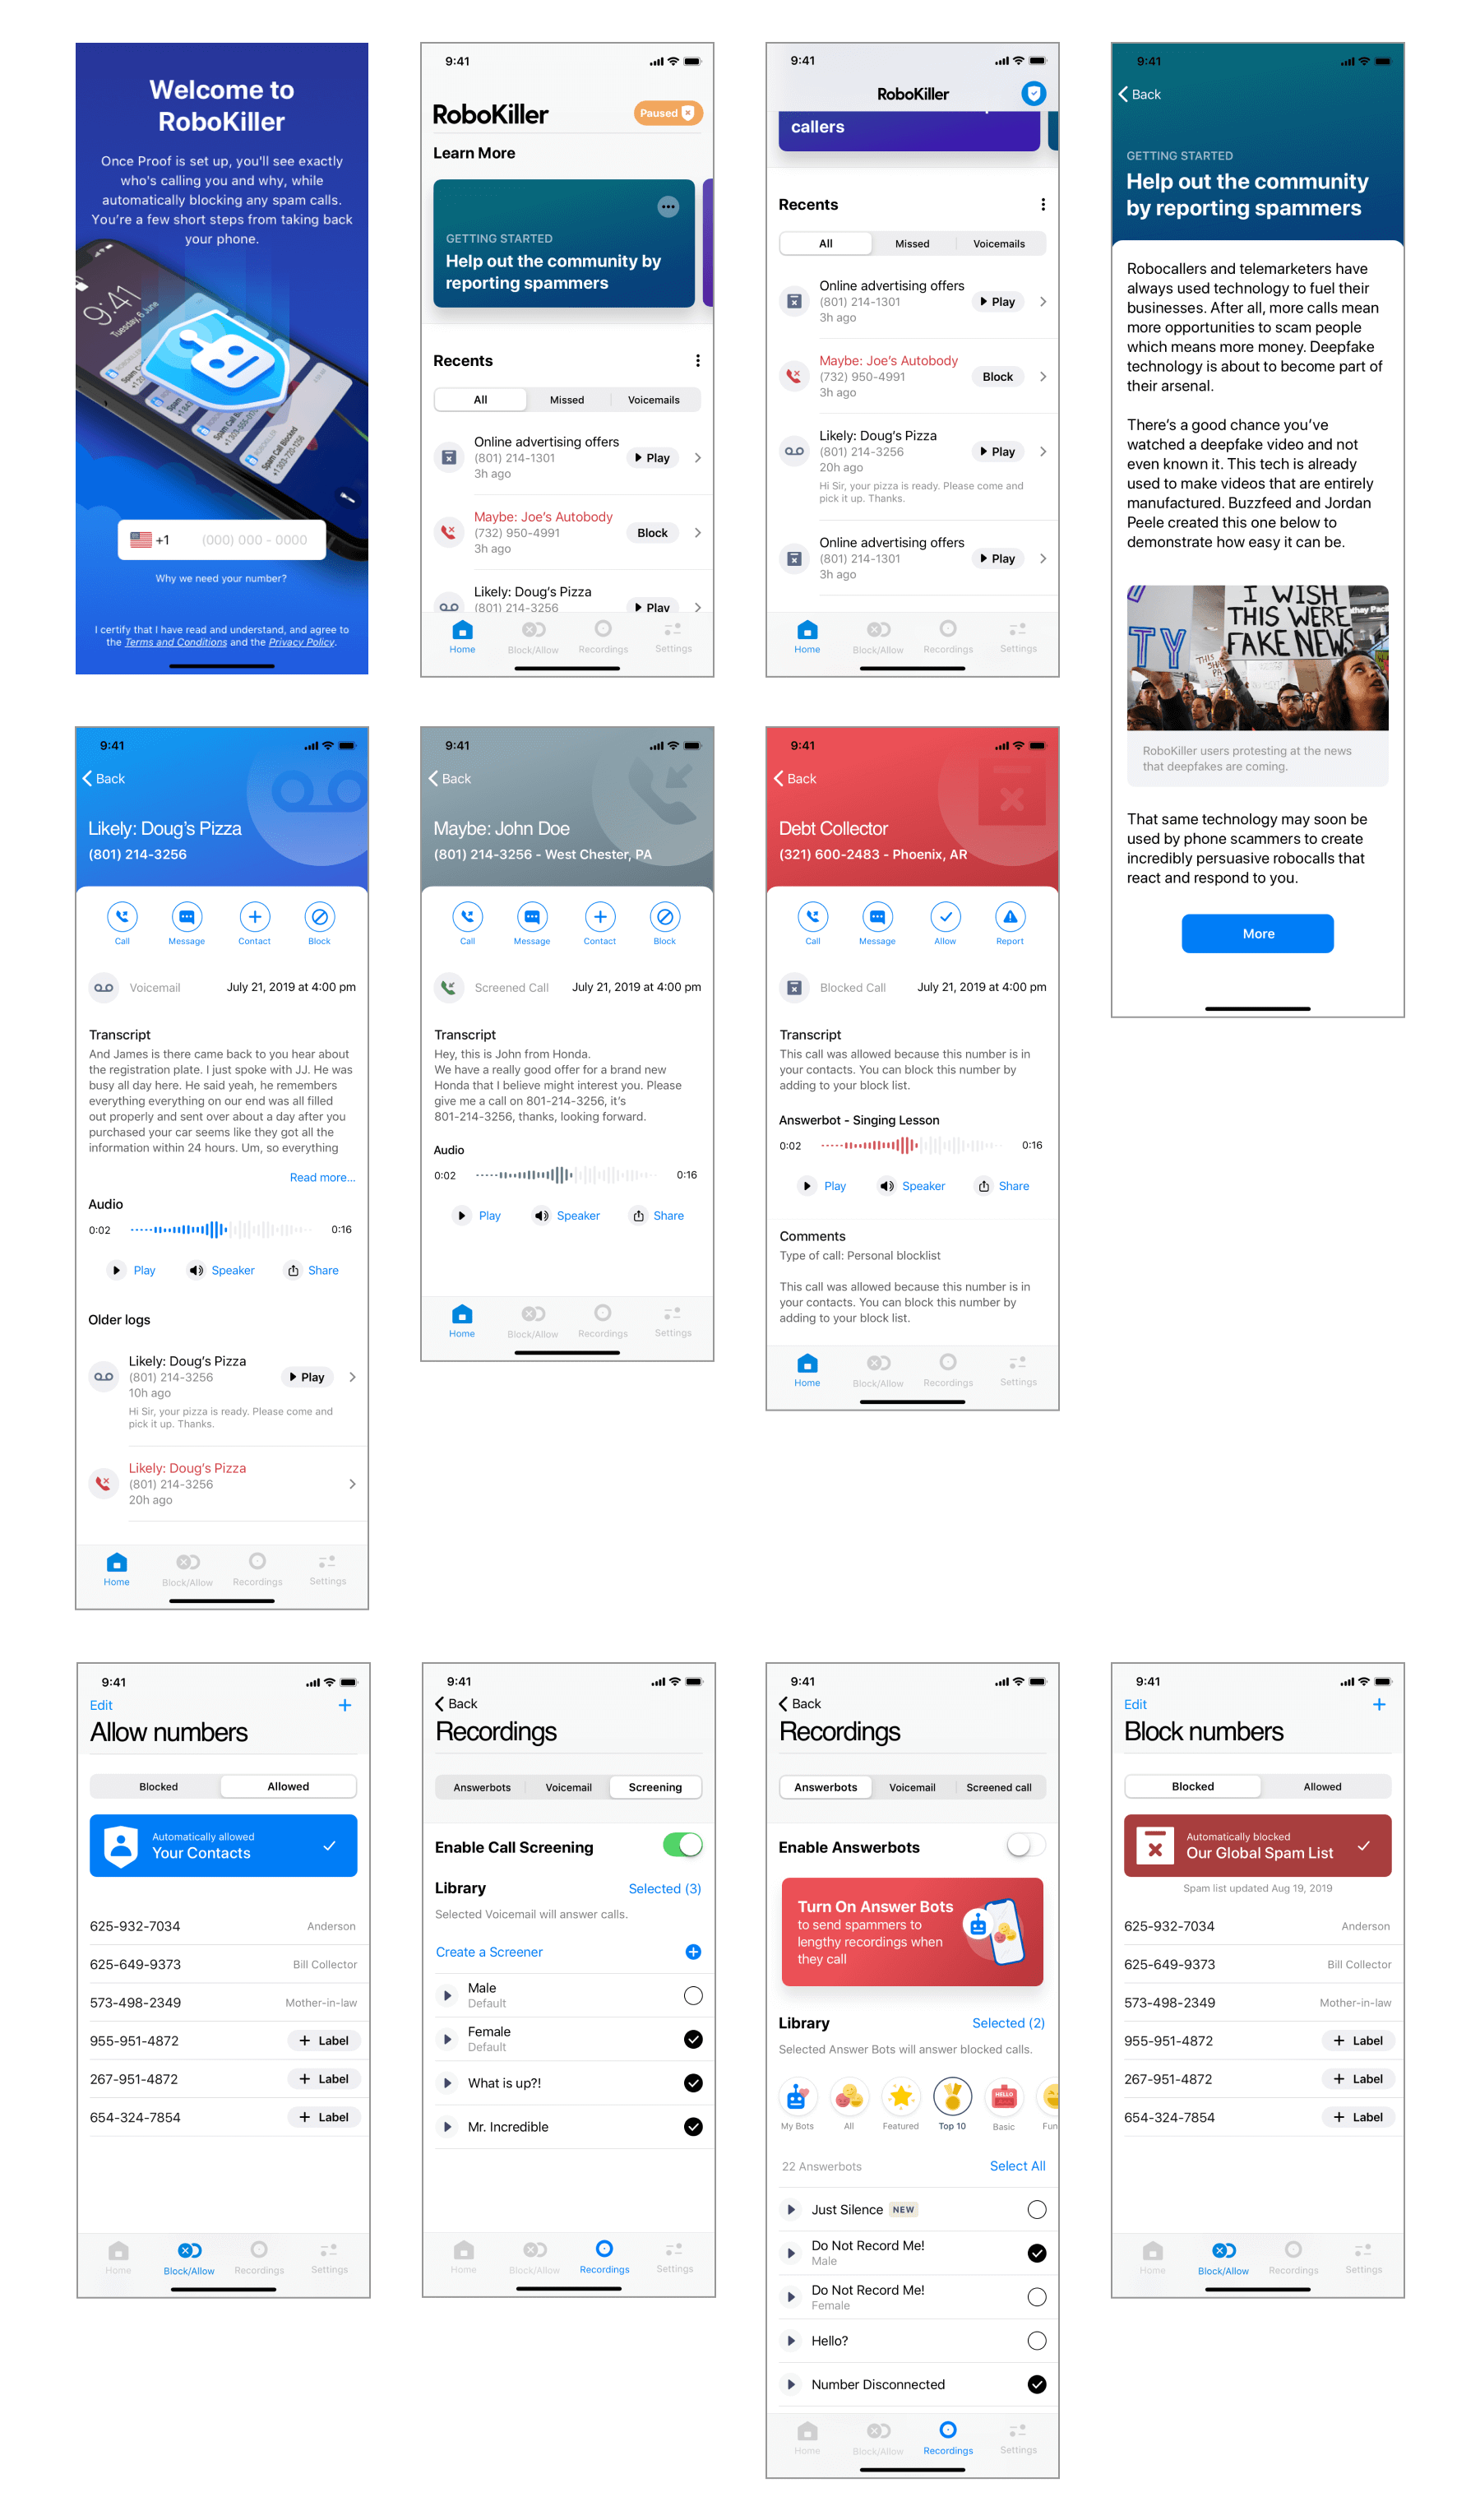 Welcome to
RoboKiller
Once Proof is set up, you'll see exactly
who's calling you and why, while
automatically blocking any spam calls.
You're a few short steps from taking back
your phone.
9:41
Tuesday, 6 June
Spam Call Blocked
+1 303-720-1256
+1
(000) 000 - 0000
Why we need your number?
I certify that I have read and understand, and agree to
the Terms and Conditions and the Privacy Policy.
9:41
RoboKiller
Paused
Learn More
GETTING STARTED
Help out the community by
reporting spammers
Recents
All Missed Voicemails
Online advertising offers
(801) 214-1301
3h ago
Play
Maybe: Joe's Autobody
(732) 950-4991
3h ago
Block
Likely: Doug's Pizza
(801) 214-3256
Play
Home Block/Allow Recordings Settings
9:41
RoboKiller
callers
Recents
All Missed Voicemails
Online advertising offers
(801) 214-1301
3h ago
Play
Maybe: Joe's Autobody
(732) 950-4991
3h ago
Block
Likely: Doug's Pizza
(801) 214-3256
20h ago
Play
Hi Sir, your pizza is ready. Please come and
pick it up. Thanks.
Online advertising offers
(801) 214-1301
3h ago
Play
Home Block/Allow Recordings Settings
9:41
Back
GETTING STARTED
Help out the community
by reporting spammers
Robocallers and telemarketers have
always used technology to fuel their
businesses. After all, more calls mean
more opportunities to scam people
which means more money. Deepfake
technology is about to become part of
their arsenal.
There's a good chance you've
watched a deepfake video and not
even known it. This tech is already
used to make videos that are entirely
manufactured. Buzzfeed and Jordan
Peele created this one below to
demonstrate how easy it can be.
I WISH
THIS WERE
FAKE NEWS
TY
THIS
RoboKiller users protesting at the news
that deepfakes are coming.
That same technology may soon be
used by phone scammers to create
incredibly persuasive robocalls that
react and respond to you.
More
9:41
Back
Likely: Doug's Pizza
(801) 214-3256
Call Message Contact Block
Voicemail July 21, 2019 at 4:00 pm
Transcript
And James is there came back to you hear about
the registration plate. I just spoke with JJ. He was
busy all day here. He said yeah, he remembers
everything everything on our end was all filled
out properly and sent over about a day after you
purchased your car seems like they got all the
information within 24 hours. Um, so everything
Read more...
Audio
0:02 0:16
Play Speaker Share
Older logs
Likely: Doug's Pizza
(801) 214-3256
10h ago
Play
Hi Sir, your pizza is ready. Please come and
pick it up. Thanks.
Likely: Doug's Pizza
(801) 214-3256
20h ago
Home Block/Allow Recordings Settings
9:41
Back
Maybe: John Doe
(801) 214-3256 - West Chester, PA
Call Message Contact Block
Screened Call July 21, 2019 at 4:00 pm
Transcript
Hey, this is John from Honda.
We have a really good offer for a brand new
Honda that I believe might interest you. Please
give me a call on 801-214-3256, it's
801-214-3256, thanks, looking forward.
Audio
0:02 0:16
Play Speaker Share
Home Block/Allow Recordings Settings
9:41
Back
Debt Collector
(321) 600-2483 - Phoenix, AR
Call Message Allow Report
Blocked Call July 21, 2019 at 4:00 pm
Transcript
This call was allowed because this number is in
your contacts. You can block this number by
adding to your block list.
Answerbot - Singing Lesson
0:02 0:16
Play Speaker Share
Comments
Type of call: Personal blocklist
This call was allowed because this number is in
your contacts. You can block this number by
adding to your block list.
Home Block/Allow Recordings Settings
9:41
Edit +
Allow numbers
Blocked Allowed
Automatically allowed
Your Contacts
625-932-7034 Anderson
625-649-9373 Bill Collector
573-498-2349 Mother-in-law
955-951-4872 + Label
267-951-4872 + Label
654-324-7854 + Label
Home Block/Allow Recordings Settings
9:41
Back
Recordings
Answerbots Voicemail Screening
Enable Call Screening
Library Selected (3)
Selected Voicemail will answer calls.
Create a Screener
Male
Default
Female
Default
What is up?!
Mr. Incredible
Home Block/Allow Recordings Settings
9:41
Back
Recordings
Answerbots Voicemail Screened call
Enable Answerbots
Turn On Answer Bots
to send spammers to
lengthy recordings when
they call
Library Selected (2)
Selected Answer Bots will answer blocked calls.
HELLO
My Bots All Featured Top 10 Basic Fun
22 Answerbots Select All
Just Silence NEW
Do Not Record Me!
Male
Do Not Record Me!
Female
Hello?
Number Disconnected
Home Block/Allow Recordings Settings
9:41
Edit +
Block numbers
Blocked Allowed
Automatically blocked
Our Global Spam List
Spam list updated Aug 19, 2019
625-932-7034 Anderson
625-649-9373 Bill Collector
573-498-2349 Mother-in-law
955-951-4872 + Label
267-951-4872 + Label
654-324-7854 + Label
Home Block/Allow Recordings Settings